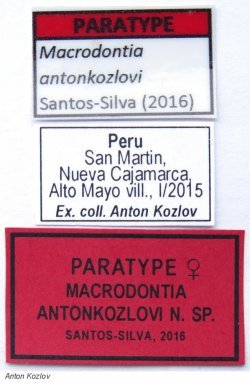 PARATYPE
Macrodontia
antonkozlovi
Santos-Silva (2016)
Peru
San Martin,
Nueva Cajamarca,
Alto Mayo vill., I/2015
Ex. coll. Anton Kozlov
PARATYPE ♀
MACRODONTIA
ANTONKOZLOVI N. SP.
SANTOS-SILVA, 2016
Anton Kozlov